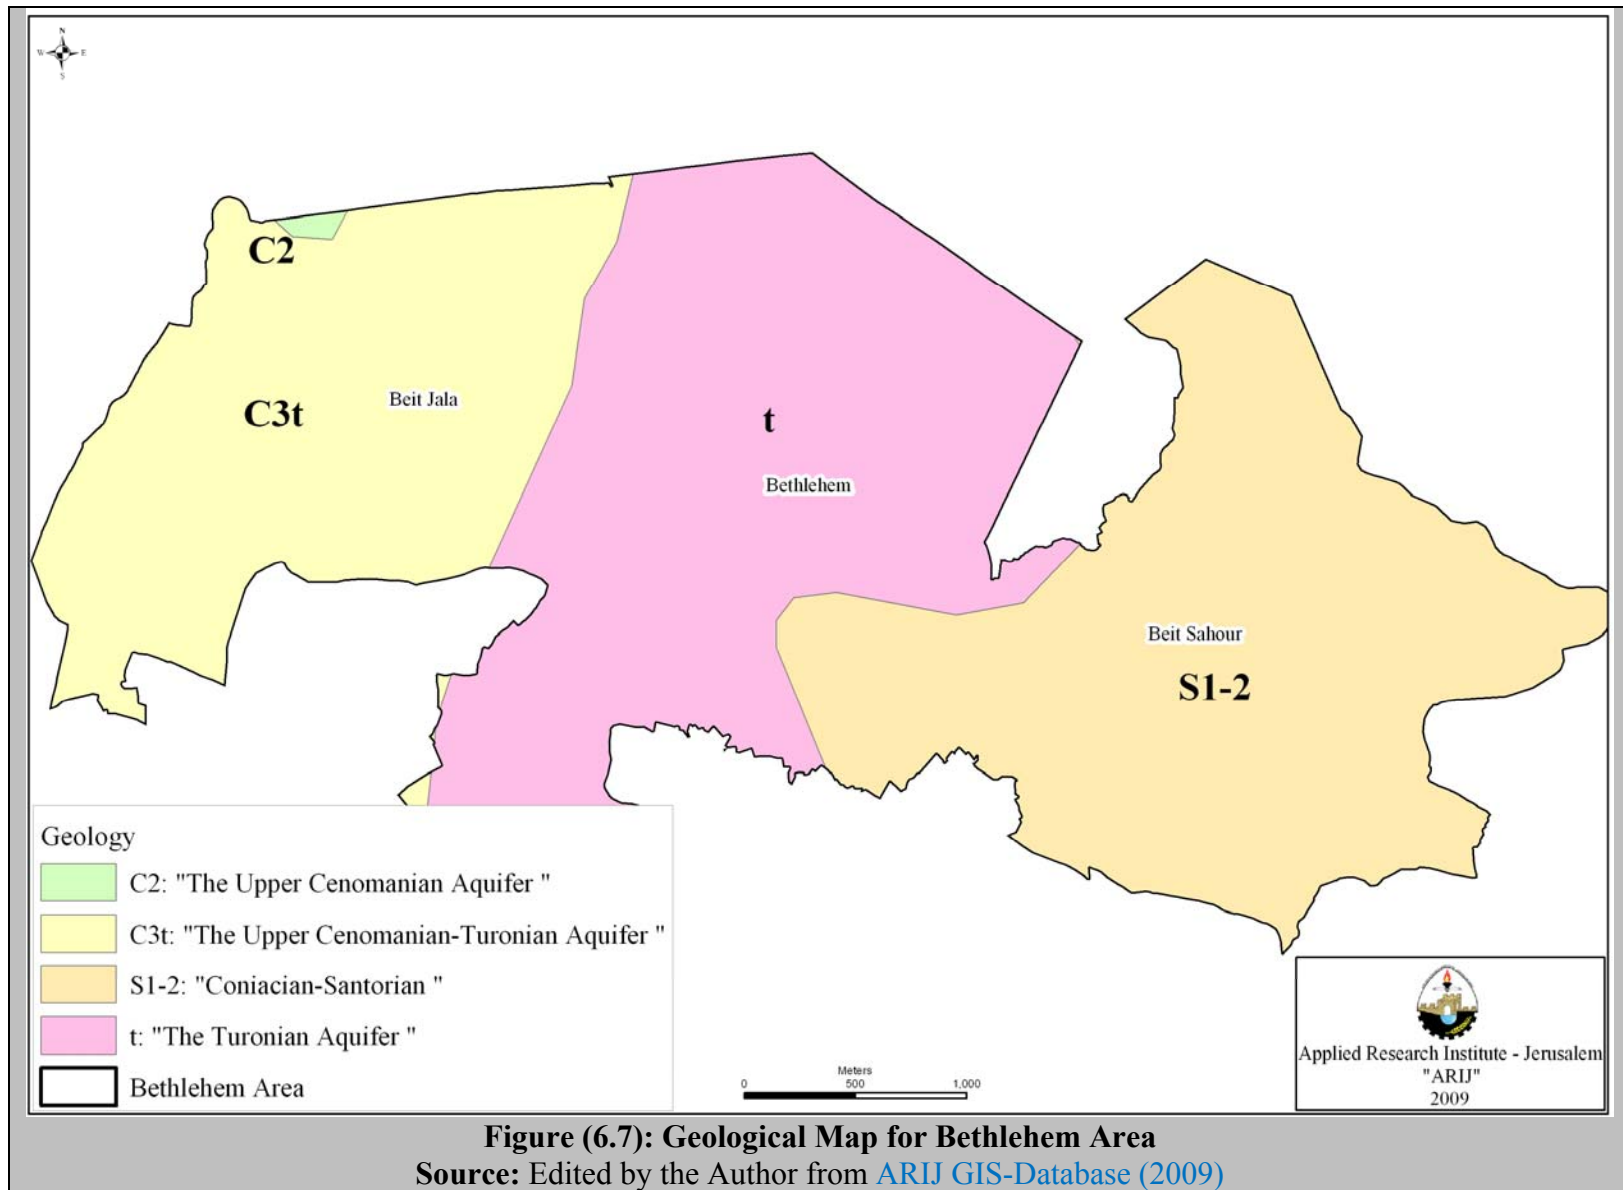 N
W E
S
C2
C3t
Beit Jala
t
Bethlehem
Beit Sahour
S1-2
Geology
C2: "The Upper Cenomanian Aquifer "
C3t: "The Upper Cenomanian-Turonian Aquifer "
S1-2: "Coniacian-Santorian "
t: "The Turonian Aquifer "
Bethlehem Area
Meters
0 500 1,000
Applied Research Institute - Jerusalem
"ARIJ"
2009
Figure (6.7): Geological Map for Bethlehem Area
Source: Edited by the Author from ARIJ GIS-Database (2009)